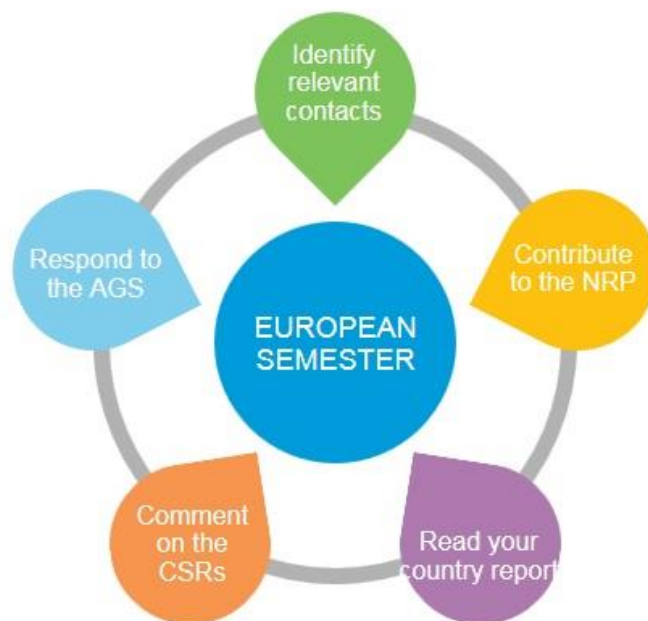 Identify
relevant
contacts
Contribute
to the NRP
Read your
country report
Comment
on the
CSRs
Respond to
the AGS
EUROPEAN
SEMESTER